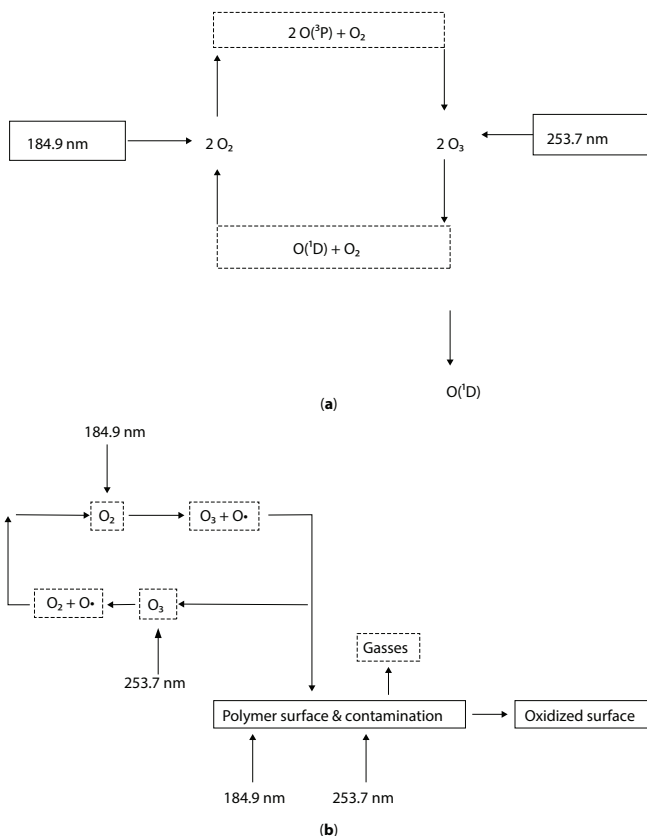 2 O(³P) + O₂
184.9 nm
2 O₂
2 O₃
253.7 nm
O(¹D) + O₂
O(¹D)
(a)
184.9 nm
O₂
O₃ + O•
O₂ + O•
O₃
253.7 nm
Gasses
Polymer surface & contamination
Oxidized surface
184.9 nm
253.7 nm
(b)